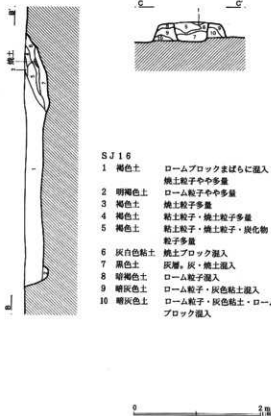 C
C'
B'
焼土
1
5
6
9
7
10
1
B
SJ16
1 褐色土 ロームブロックまばらに混入
焼土粒子やや多量
2 明褐色土 ローム粒子やや多量
3 褐色土 焼土粒子多量
4 褐色土 粘土粒子・焼土粒子多量
5 褐色土 粘土粒子・焼土粒子・炭化物
粒子多量
6 灰白色粘土 焼土ブロック混入
7 黒色土 灰層。灰・焼土混入
8 暗褐色土 ローム粒子混入
9 暗灰色土 ローム粒子・灰色粘土混入
10 暗灰色土 ローム粒子・灰色粘土・ローム
ブロック混入
0 2m